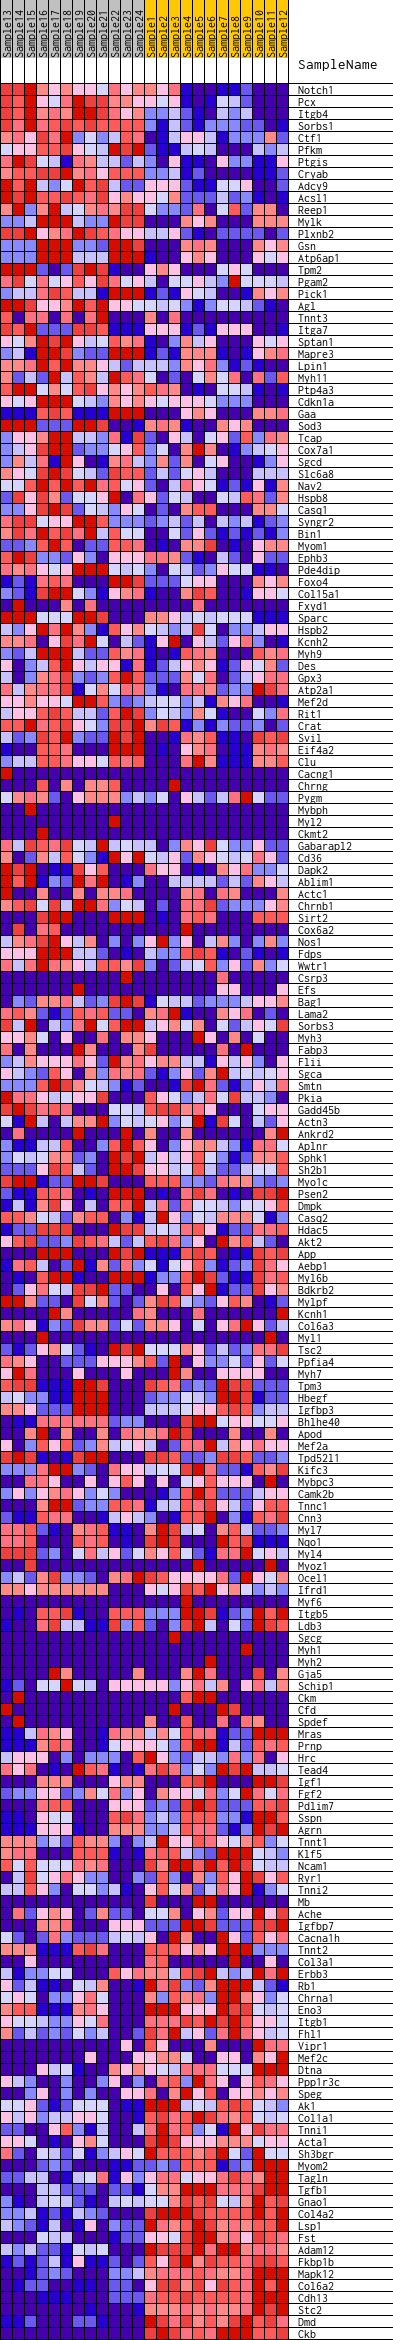 Sample13
Sample14
Sample15
Sample16
Sample17
Sample18
Sample19
Sample20
Sample21
Sample22
Sample23
Sample24
Sample1
Sample2
Sample3
Sample4
Sample5
Sample6
Sample7
Sample8
Sample9
Sample10
Sample11
Sample12
SampleName
Notch1
Pcx
Itgb4
Sorbs1
Ctf1
Pfkm
Ptgis
Cryab
Adcy9
Acsl1
Reep1
Mylk
Plxnb2
Gsn
Atp6ap1
Tpm2
Pgam2
Pick1
Agl
Tnnt3
Itga7
Sptan1
Mapre3
Lpin1
Myh11
Ptp4a3
Cdkn1a
Gaa
Sod3
Tcap
Cox7a1
Sgcd
Slc6a8
Nav2
Hspb8
Casq1
Syngr2
Bin1
Myom1
Ephb3
Pde4dip
Foxo4
Col15a1
Fxyd1
Sparc
Hspb2
Kcnh2
Myh9
Des
Gpx3
Atp2a1
Mef2d
Rit1
Crat
Svil
Eif4a2
Clu
Cacng1
Chrng
Pygm
Mybph
Myl2
Ckmt2
Gabarapl2
Cd36
Dapk2
Ablim1
Actc1
Chrnb1
Sirt2
Cox6a2
Nos1
Fdps
Wwtr1
Csrp3
Efs
Bag1
Lama2
Sorbs3
Myh3
Fabp3
Flii
Sgca
Smtn
Pkia
Gadd45b
Actn3
Ankrd2
Aplnr
Sphk1
Sh2b1
Myo1c
Psen2
Dmpk
Casq2
Hdac5
Akt2
App
Aebp1
Myl6b
Bdkrb2
Mylpf
Kcnh1
Col6a3
Myl1
Tsc2
Ppfia4
Myh7
Tpm3
Hbegf
Igfbp3
Bhlhe40
Apod
Mef2a
Tpd52l1
Kifc3
Mybpc3
Camk2b
Tnnc1
Cnn3
Myl7
Nqo1
Myl4
Myoz1
Ocel1
Ifrd1
Myf6
Itgb5
Ldb3
Sgcg
Myh1
Myh2
Gja5
Schip1
Ckm
Cfd
Spdef
Mras
Prnp
Hrc
Tead4
Igf1
Fgf2
Pdlim7
Sspn
Agrn
Tnnt1
Klf5
Ncam1
Ryr1
Tnni2
Mb
Ache
Igfbp7
Cacna1h
Tnnt2
Col3a1
Erbb3
Rb1
Chrna1
Eno3
Itgb1
Fhl1
Vipr1
Mef2c
Dtna
Ppp1r3c
Speg
Ak1
Col1a1
Tnni1
Acta1
Sh3bgr
Myom2
Tagln
Tgfb1
Gnao1
Col4a2
Lsp1
Fst
Adam12
Fkbp1b
Mapk12
Col6a2
Cdh13
Stc2
Dmd
Ckb